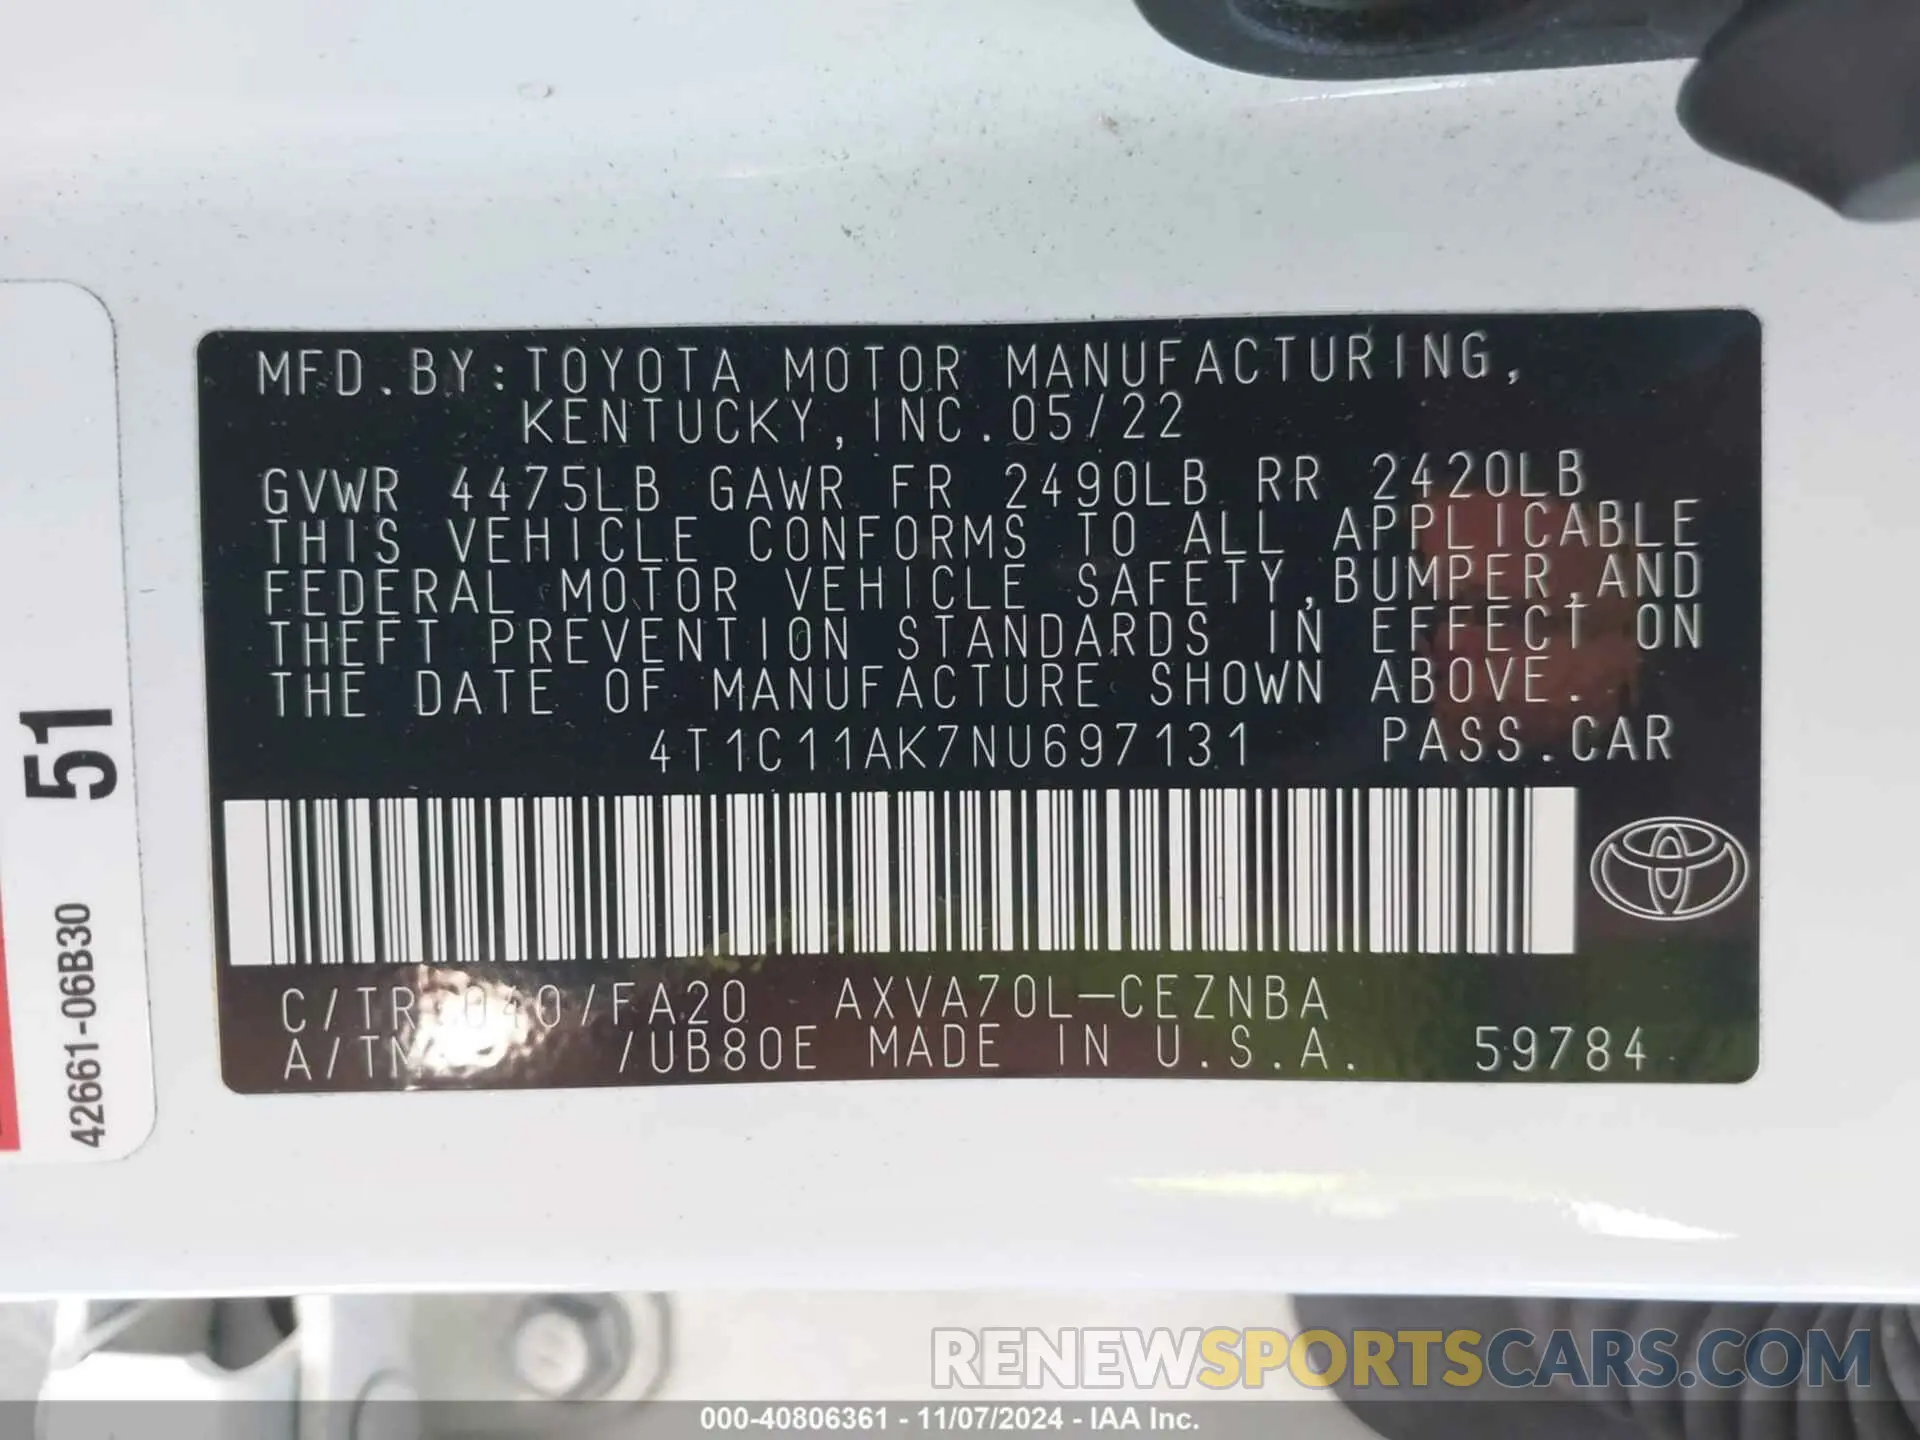 MFD.BY:TOYOTA MOTOR MANUFACTURING,
KENTUCKY,INC.05/22
GVWR 4475LB GAWR FR 2490LB RR 2420LB
THIS VEHICLE CONFORMS TO ALL APPLICABLE
FEDERAL MOTOR VEHICLE SAFETY,BUMPER,AND
THEFT PREVENTION STANDARDS IN EFFECT ON
THE DATE OF MANUFACTURE SHOWN ABOVE.
4T1C11AK7NU697131 PASS.CAR
040/FA20 AXVA70L-CEZNBA
/UB80E MADE IN U.S.A. 59784
51
42661-06B30
RENEWSPORTSCARS.COM
000-40806361 - 11/07/2024 - IAA Inc.